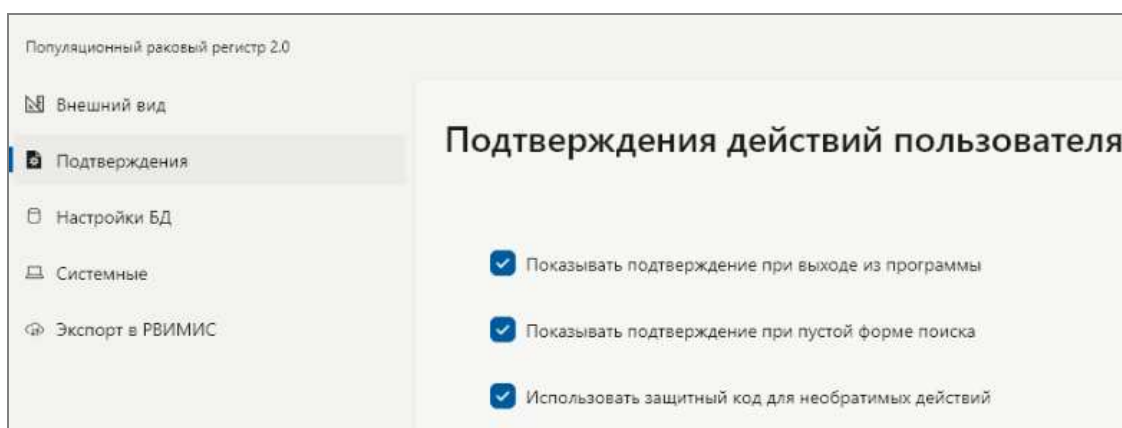 Популяционный раковый регистр 2.0
Внешний вид
Подтверждения
Настройки БД
Системные
Экспорт в РВИМИС
Подтверждения действий пользователя
Показывать подтверждение при выходе из программы
Показывать подтверждение при пустой форме поиска
Использовать защитный код для необратимых действий